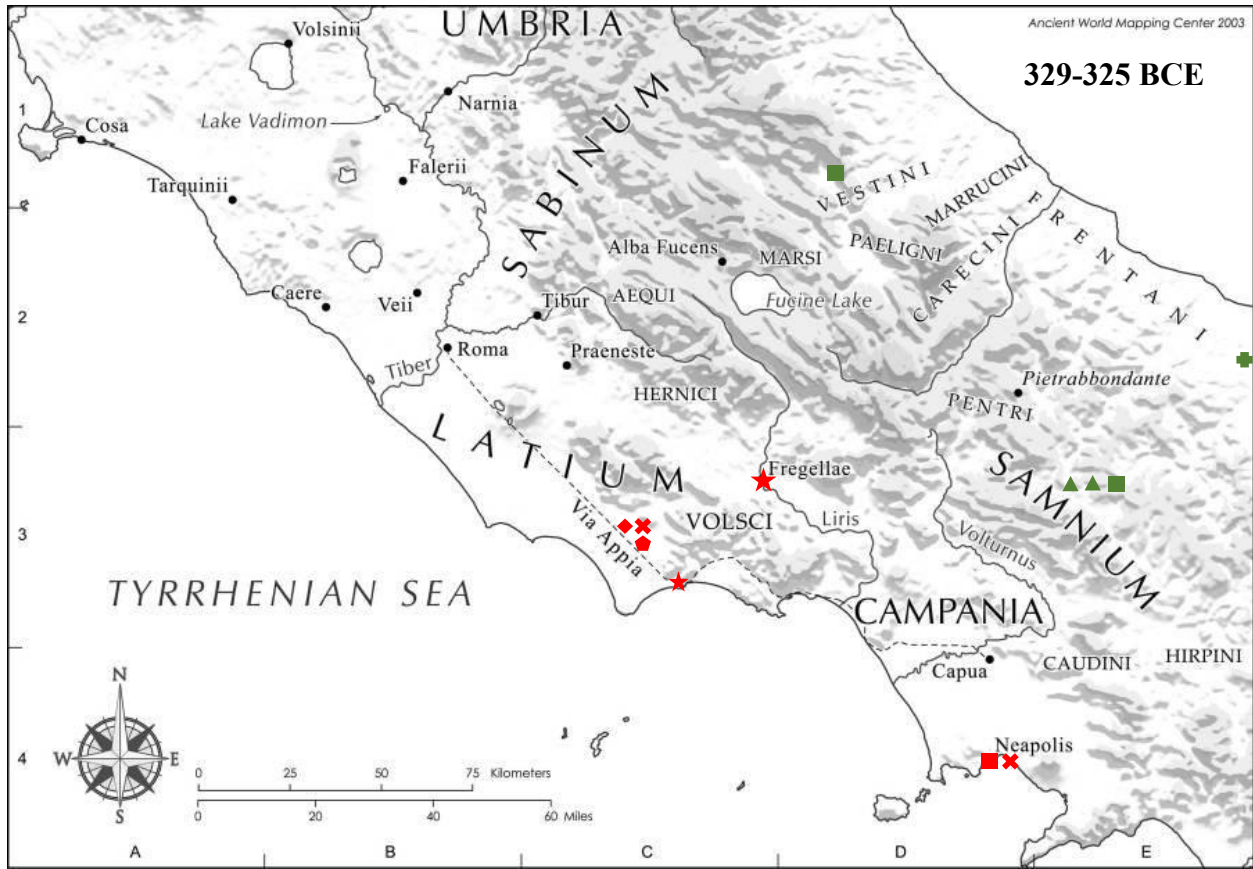 Ancient World Mapping Center 2003
329-325 BCE
UMBRIA
Volsinii
Narnia
Lake Vadimon
Cosa
Falerii
Tarquinii
SABINUM
VESTINI
MARRUCINI
FRENTANI
PAELIGNI
CARECINI
Alba Fucens
MARSI
AEQUI
Fucine Lake
Caere
Veii
Tibur
Roma
Tiber
Praeneste
HERNICI
Pietrabbondante
PENTRI
LATIUM
Fregellae
SAMNIUM
VOLSCI
Liris
Via Appia
Volturnus
TYRRHENIAN SEA
CAMPANIA
Capua
CAUDINI
HIRPINI
Neapolis
N
W
E
S
0 25 50 75 Kilometers
0 20 40 60 Miles
1
2
3
4
A B C D E